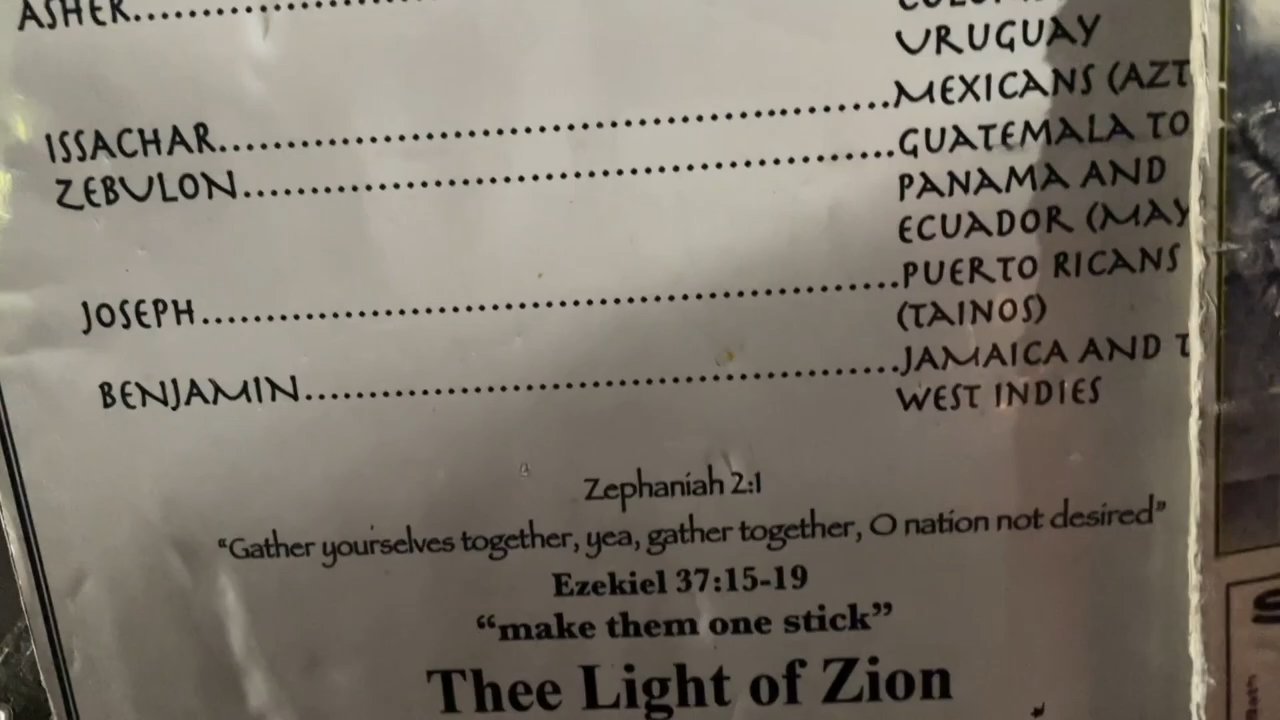 ASHER..........
URUGUAY
ISSACHAR..........MEXICANS (AZT
ZEBULON..........GUATEMALA TO
PANAMA AND
ECUADOR (MAY
JOSEPH..........PUERTO RICANS
(TAINOS)
BENJAMIN..........JAMAICA AND T
WEST INDIES
Zephaniah 2:1
“Gather yourselves together, yea, gather together, O nation not desired”
Ezekiel 37:15-19
“make them one stick”
Thee Light of Zion